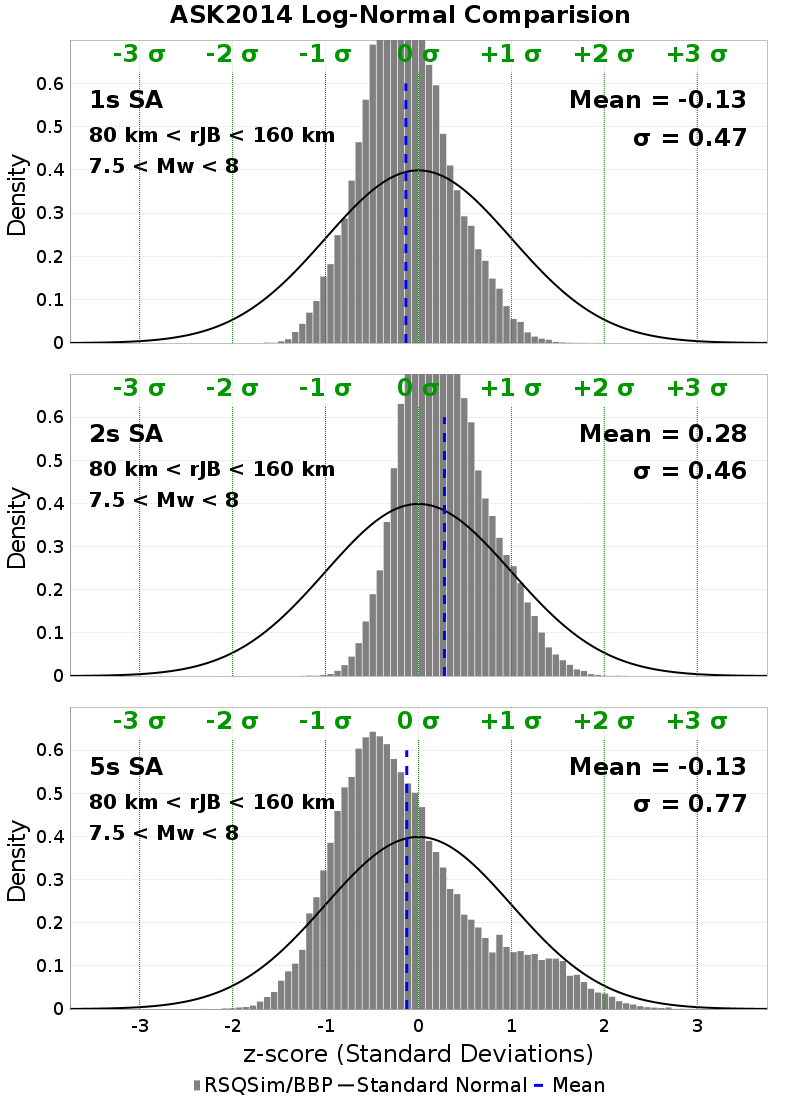 ASK2014 Log-Normal Comparision
-3 σ -2 σ -1 σ 0 σ +1 σ +2 σ +3 σ
1s SA
Mean = -0.13
80 km < rJB < 160 km
σ = 0.47
7.5 < Mw < 8
0.6
0.5
0.4
0.3
0.2
0.1
0
Density
-3 σ -2 σ -1 σ 0 σ +1 σ +2 σ +3 σ
2s SA
Mean = 0.28
80 km < rJB < 160 km
σ = 0.46
7.5 < Mw < 8
0.6
0.5
0.4
0.3
0.2
0.1
0
Density
-3 σ -2 σ -1 σ 0 σ +1 σ +2 σ +3 σ
5s SA
Mean = -0.13
80 km < rJB < 160 km
σ = 0.77
7.5 < Mw < 8
0.6
0.5
0.4
0.3
0.2
0.1
0
Density
-3 -2 -1 0 1 2 3
z-score (Standard Deviations)
RSQSim/BBP Standard Normal Mean